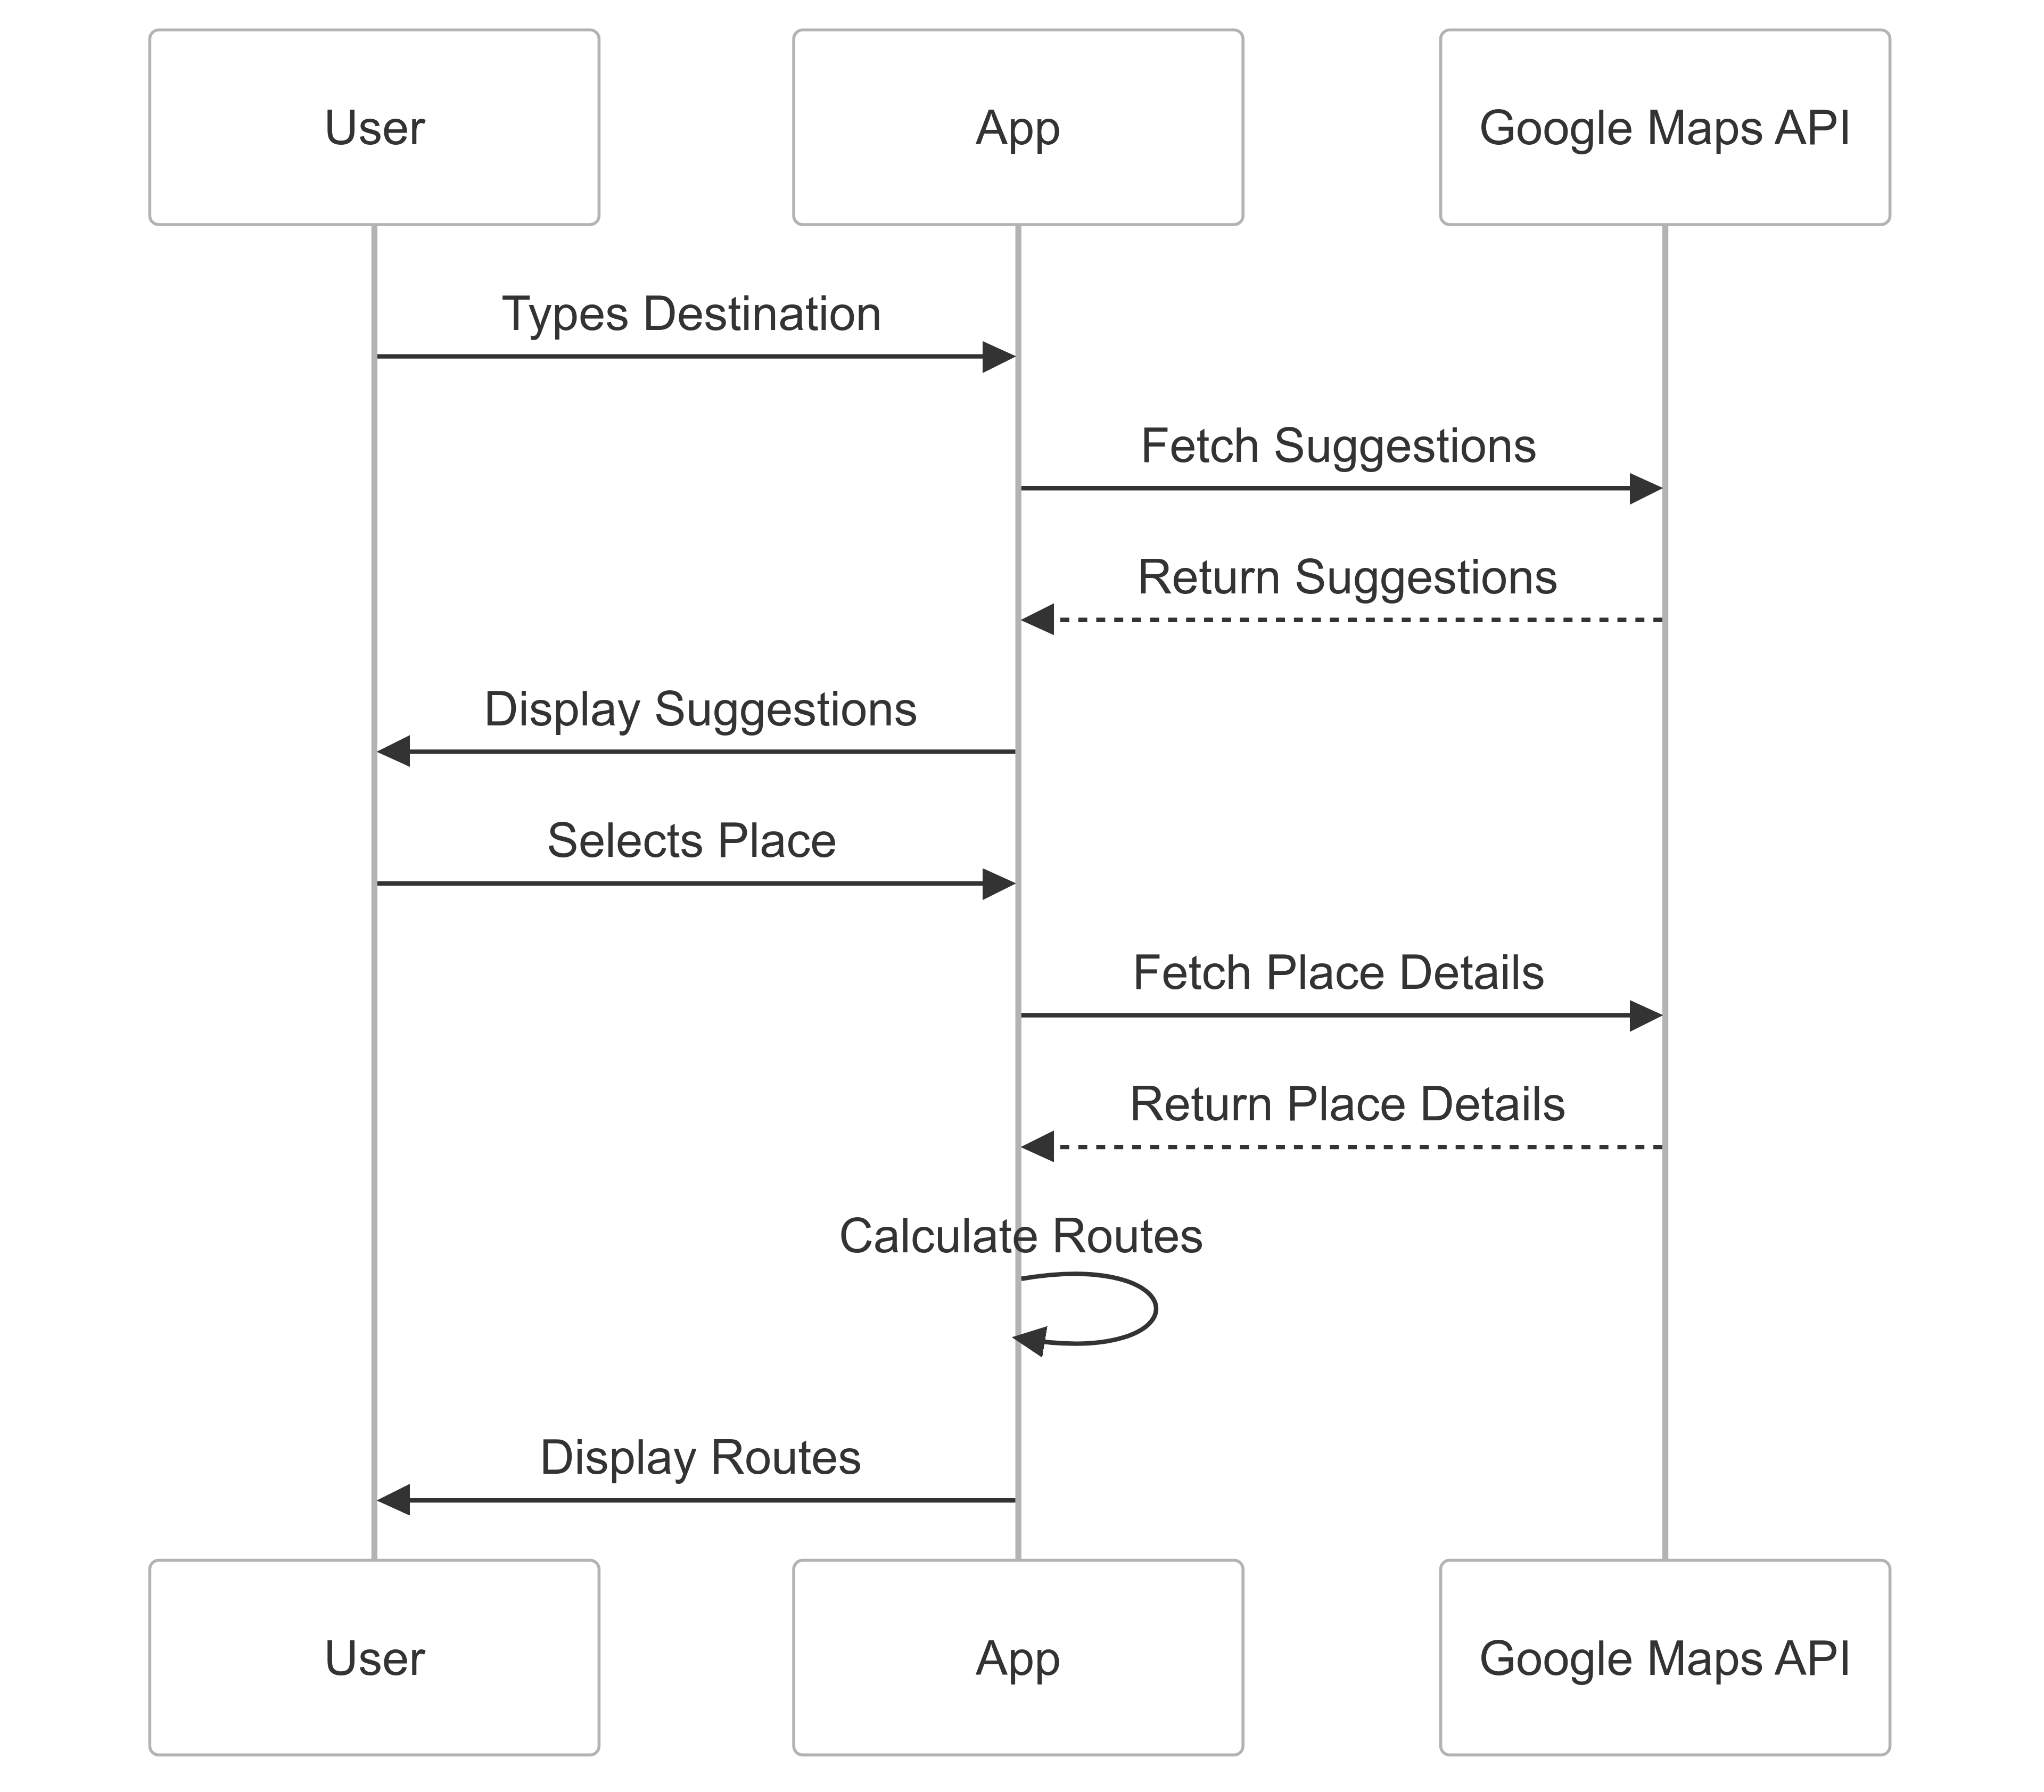 User
App
Google Maps API
Types Destination
Fetch Suggestions
Return Suggestions
Display Suggestions
Selects Place
Fetch Place Details
Return Place Details
Calculate Routes
Display Routes
User
App
Google Maps API